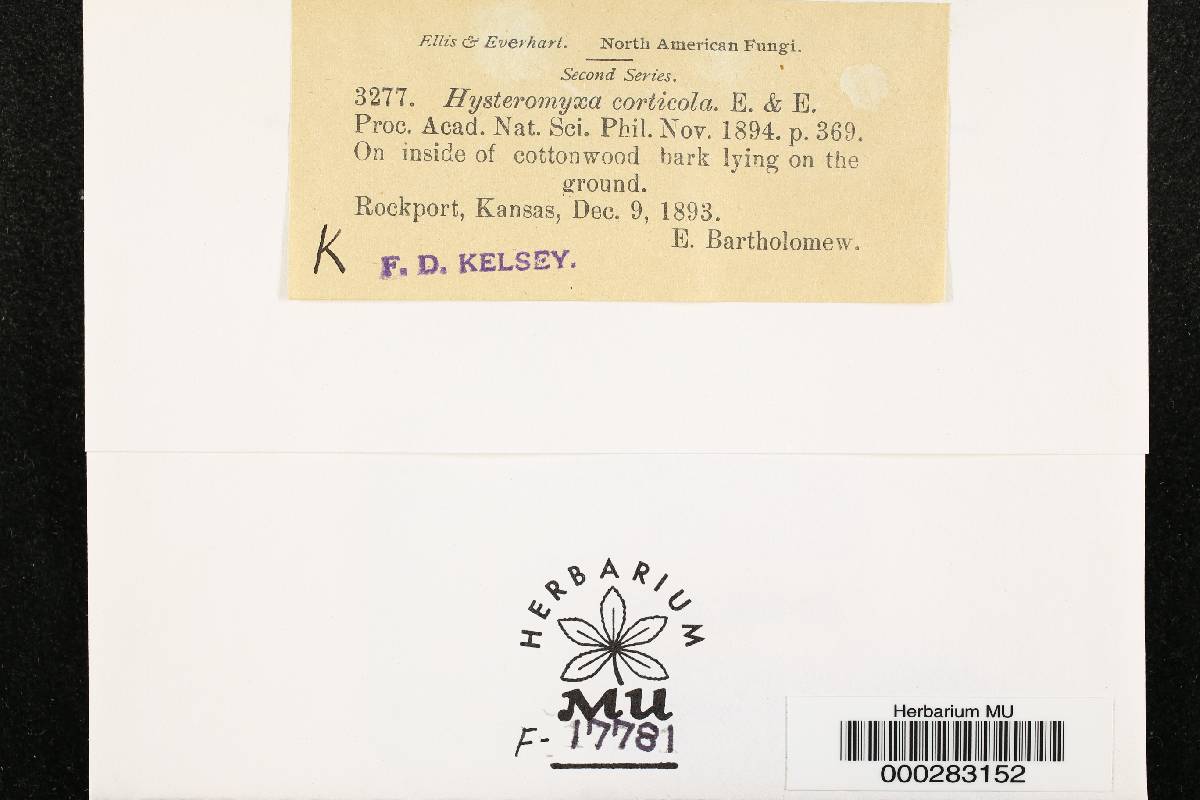 Ellis & Everhart. North American Fungi.
Second Series.
3277. Hysteromyxa corticola. E. & E.
Proc. Acad. Nat. Sci. Phil. Nov. 1894. p. 369.
On inside of cottonwood bark lying on the
ground.
Rockport, Kansas, Dec. 9, 1893.
E. Bartholomew.
K F. D. KELSEY.
HERBARIUM
MU
F- 17781
Herbarium MU
000283152